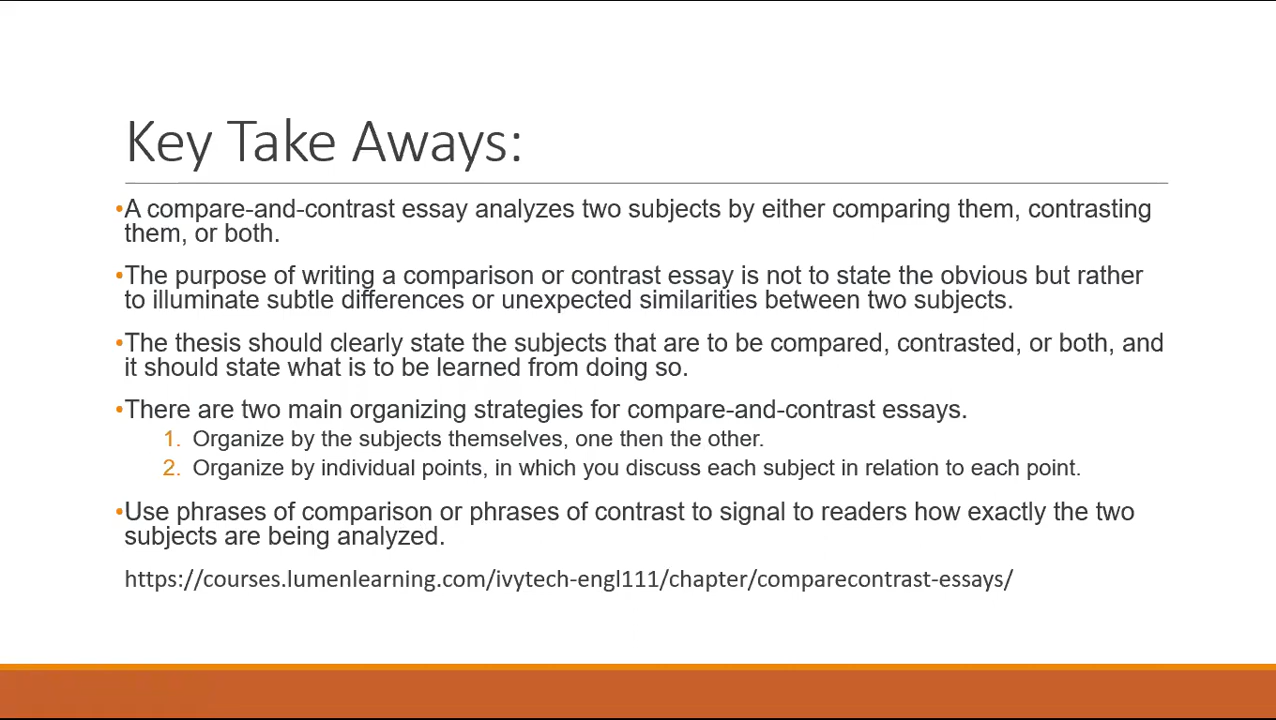 Key Take Aways:
•A compare-and-contrast essay analyzes two subjects by either comparing them, contrasting
them, or both.
•The purpose of writing a comparison or contrast essay is not to state the obvious but rather
to illuminate subtle differences or unexpected similarities between two subjects.
•The thesis should clearly state the subjects that are to be compared, contrasted, or both, and
it should state what is to be learned from doing so.
•There are two main organizing strategies for compare-and-contrast essays.
1. Organize by the subjects themselves, one then the other.
2. Organize by individual points, in which you discuss each subject in relation to each point.
•Use phrases of comparison or phrases of contrast to signal to readers how exactly the two
subjects are being analyzed.
https://courses.lumenlearning.com/ivytech-engl111/chapter/comparecontrast-essays/